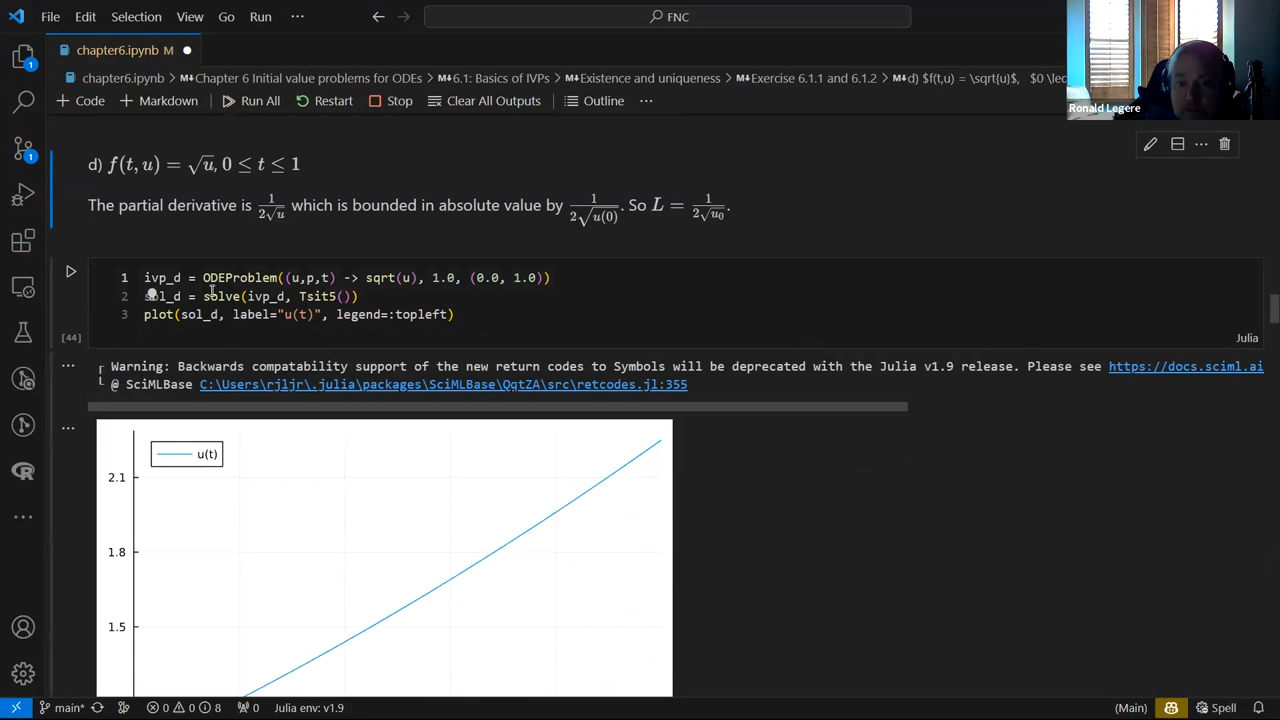 File Edit Selection View Go Run ··· FNC
chapter6.ipynb M
chapter6.ipynb > Chapter 6: Initial value problems for > 6.1: Basics of IVPs > Existence and uniqueness > Exercise 6.1.1 and 6.1.2 > d) $f(t,u) = \sqrt{u}$, $0 \le
+ Code + Markdown Run All Restart Stop Clear All Outputs Outline ···
Ronald Legere
d) f(t, u) = √u, 0 ≤ t ≤ 1
The partial derivative is 1/2√u which is bounded in absolute value by 1/2√u(0). So L = 1/2√u₀.
1 ivp_d = ODEProblem((u,p,t) -> sqrt(u), 1.0, (0.0, 1.0))
2 sol_d = solve(ivp_d, Tsit5())
3 plot(sol_d, label="u(t)", legend=:topleft)
[44] Julia
Warning: Backwards compatability support of the new return codes to Symbols will be deprecated with the Julia v1.9 release. Please see https://docs.sciml.ai
@ SciMLBase C:\Users\rjljr\.julia\packages\SciMLBase\QqtZA\src\retcodes.jl:355
u(t)
2.1
1.8
1.5
main* 0 0 8 0 Julia env: v1.9 (Main) Spell